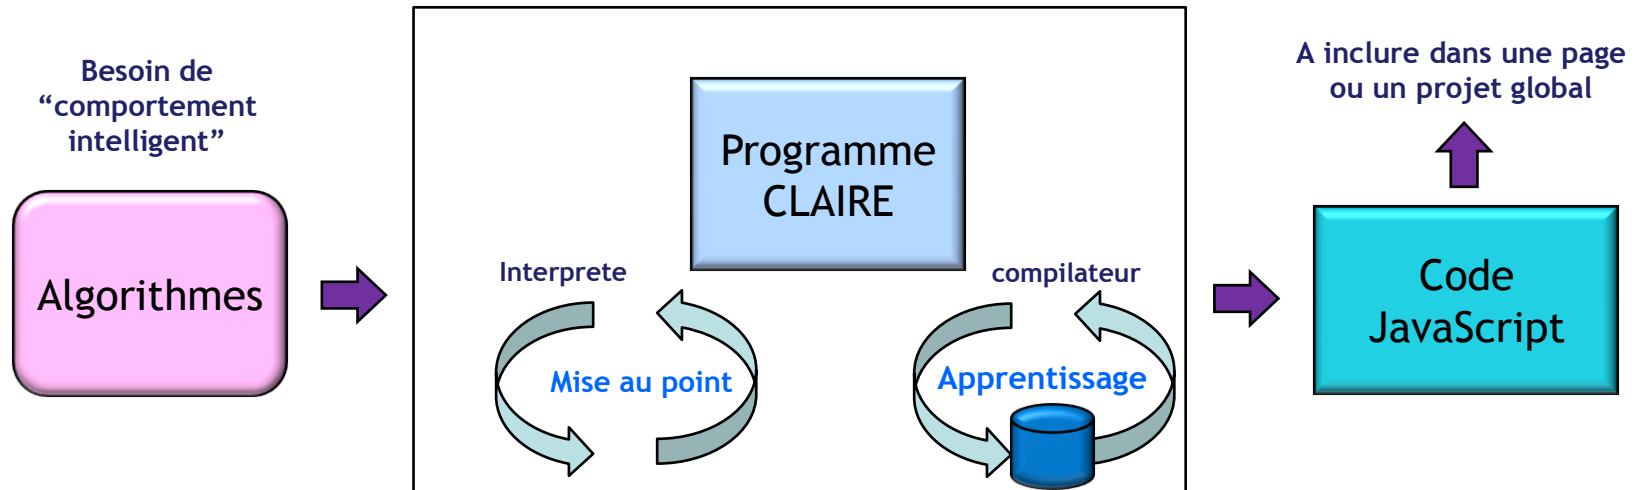 Besoin de
“comportement
intelligent”
Algorithmes
Programme
CLAIRE
Interprete
Mise au point
compilateur
Apprentissage
A inclure dans une page
ou un projet global
Code
JavaScript